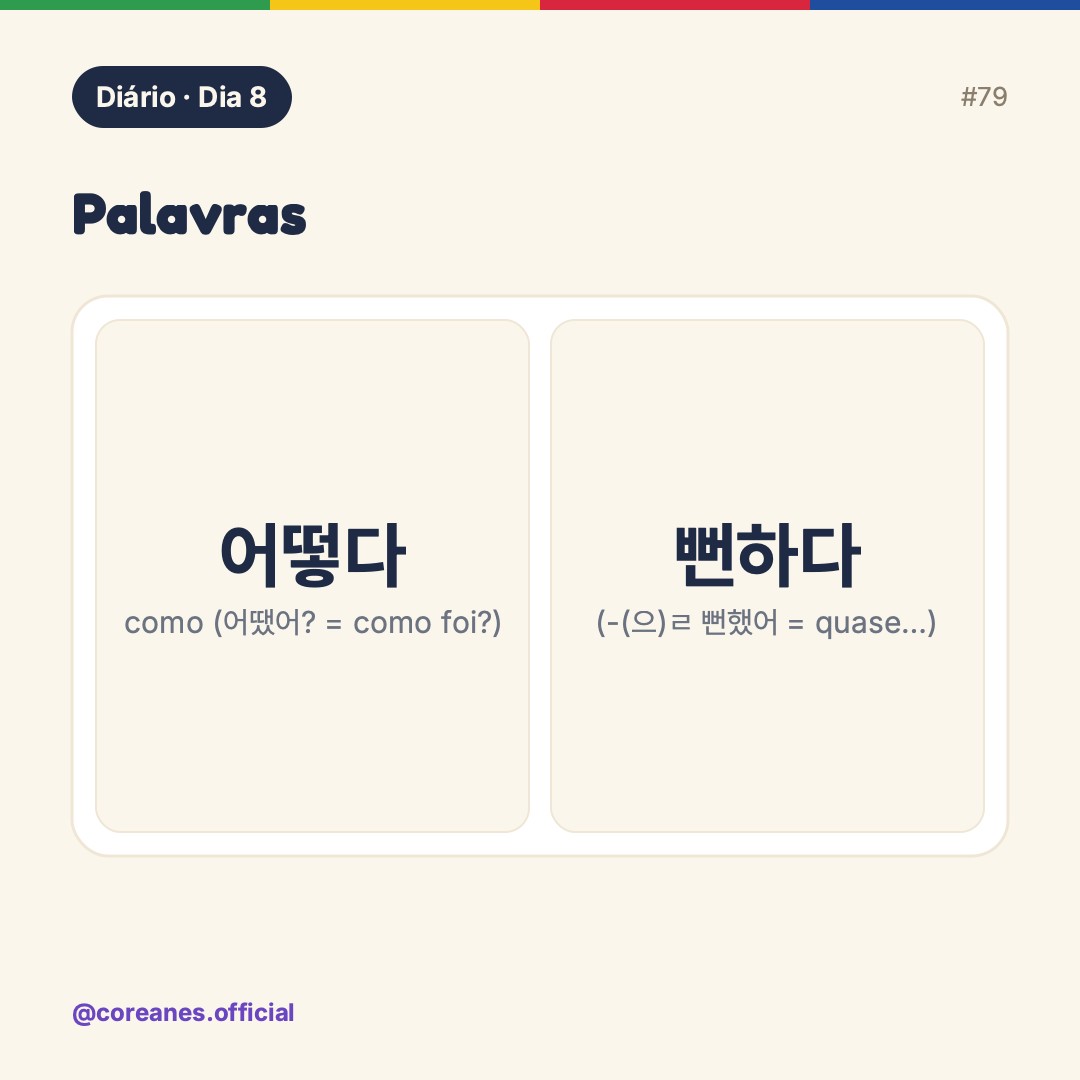 Diário · Dia 8
#79
Palavras
어떻다
como (어땠어? = como foi?)
뻔하다
(-(으)ㄹ 뻔했어 = quase...)
@coreanes.official